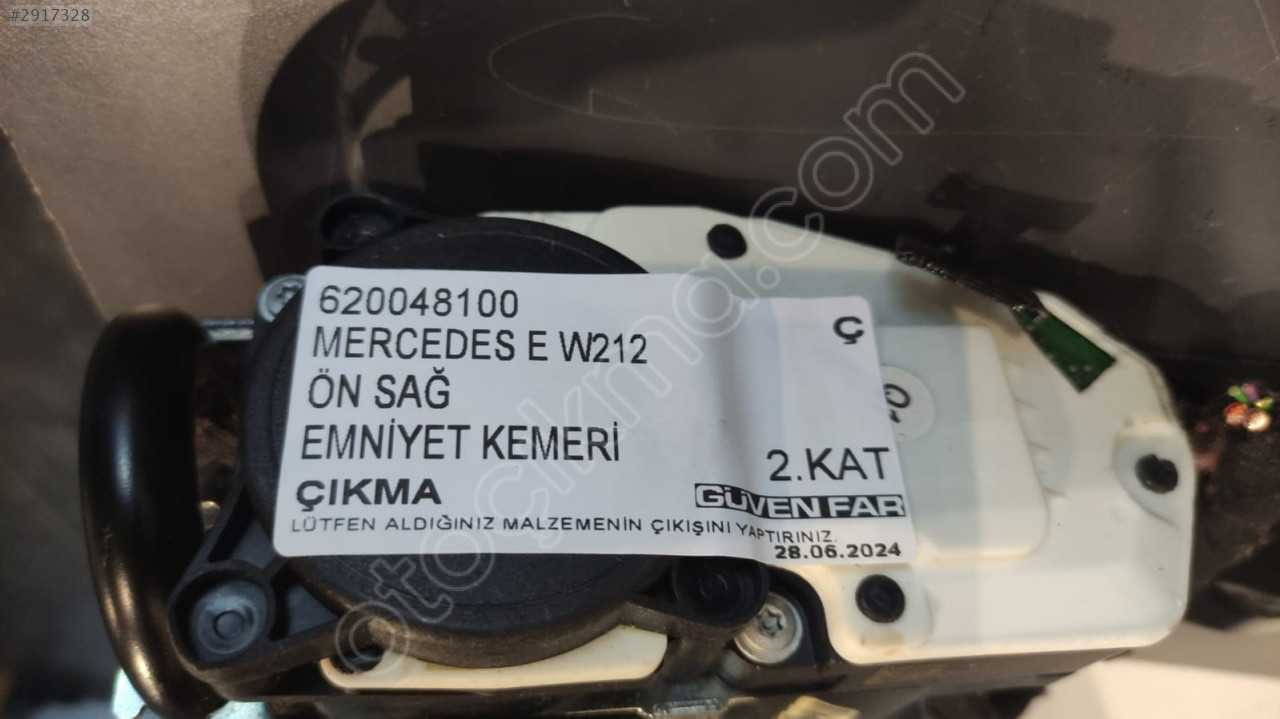 #2917328
620048100
MERCEDES E W212
Ç
ÖN SAĞ
EMNİYET KEMERİ
2.KAT
ÇIKMA
GÜVEN FAR
LÜTFEN ALDIĞINIZ MALZEMENİN ÇIKIŞINI YAPTIRINIZ.
28.06.2024
otoçıkma.com